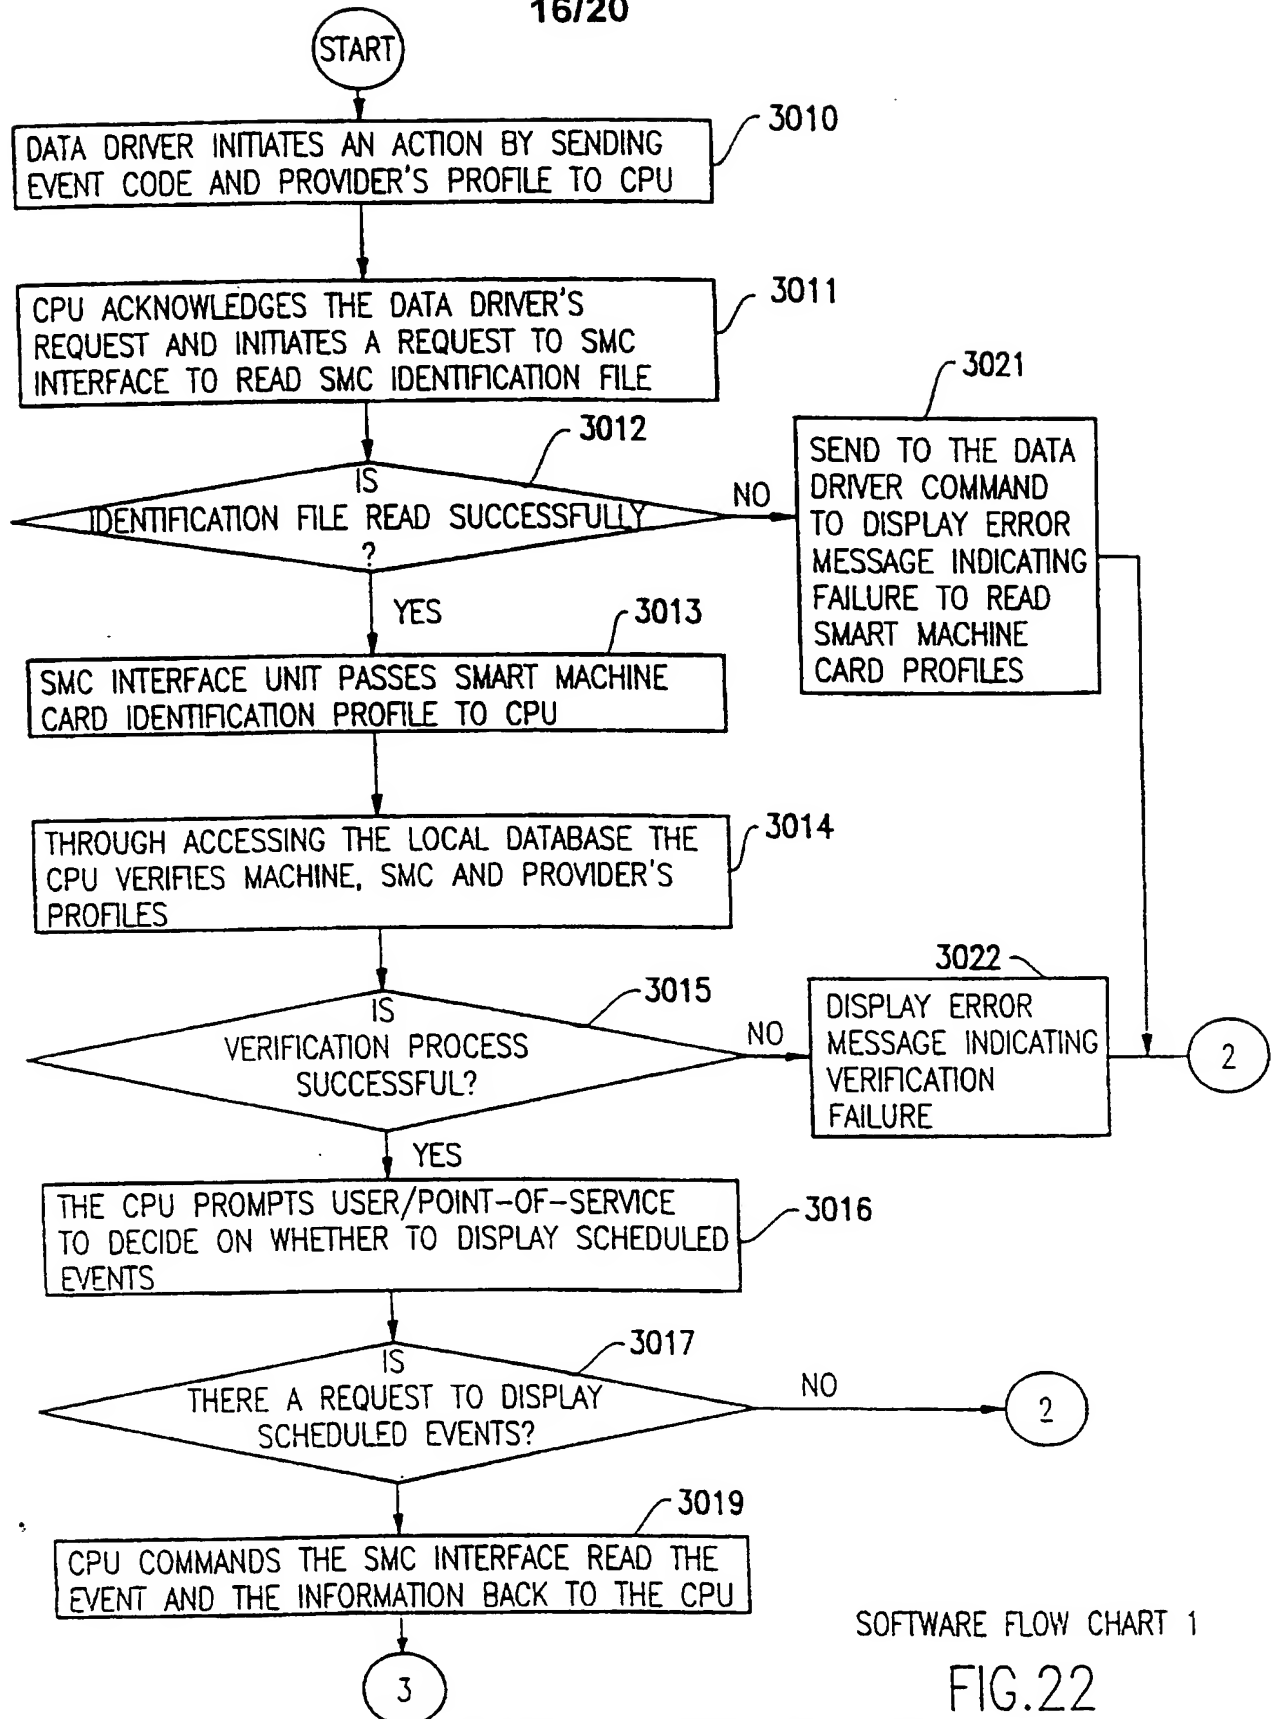 16/20
START
3010
DATA DRIVER INITIATES AN ACTION BY SENDING
EVENT CODE AND PROVIDER'S PROFILE TO CPU
3011
CPU ACKNOWLEDGES THE DATA DRIVER'S
REQUEST AND INITIATES A REQUEST TO SMC
INTERFACE TO READ SMC IDENTIFICATION FILE
3012
IS
IDENTIFICATION FILE READ SUCCESSFULLY
?
NO
3021
SEND TO THE DATA
DRIVER COMMAND
TO DISPLAY ERROR
MESSAGE INDICATING
FAILURE TO READ
SMART MACHINE
CARD PROFILES
YES
3013
SMC INTERFACE UNIT PASSES SMART MACHINE
CARD IDENTIFICATION PROFILE TO CPU
3014
THROUGH ACCESSING THE LOCAL DATABASE THE
CPU VERIFIES MACHINE, SMC AND PROVIDER'S
PROFILES
3015
IS
VERIFICATION PROCESS
SUCCESSFUL?
NO
3022
DISPLAY ERROR
MESSAGE INDICATING
VERIFICATION
FAILURE
2
YES
3016
THE CPU PROMPTS USER/POINT-OF-SERVICE
TO DECIDE ON WHETHER TO DISPLAY SCHEDULED
EVENTS
3017
IS
THERE A REQUEST TO DISPLAY
SCHEDULED EVENTS?
NO
2
3019
CPU COMMANDS THE SMC INTERFACE READ THE
EVENT AND THE INFORMATION BACK TO THE CPU
3
SOFTWARE FLOW CHART 1
FIG.22